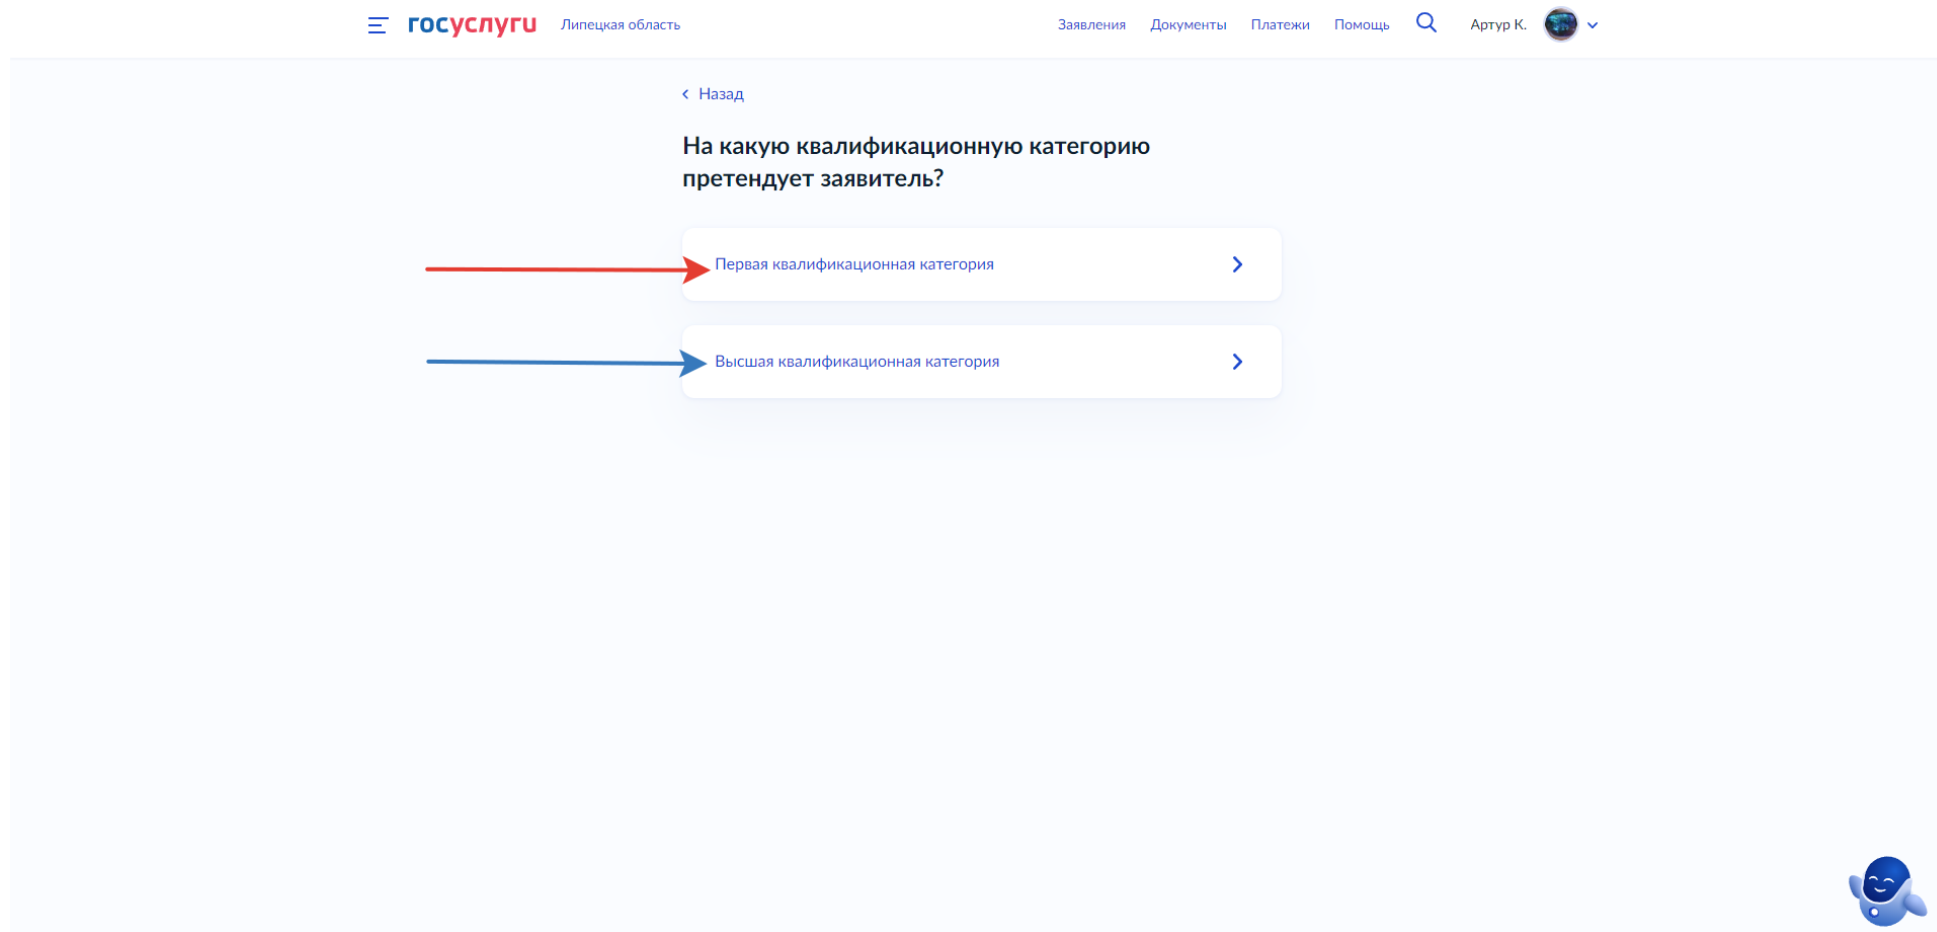 госуслуги Липецкая область Заявления Документы Платежи Помощь Артур К.
Назад
На какую квалификационную категорию
претендует заявитель?
Первая квалификационная категория
Высшая квалификационная категория